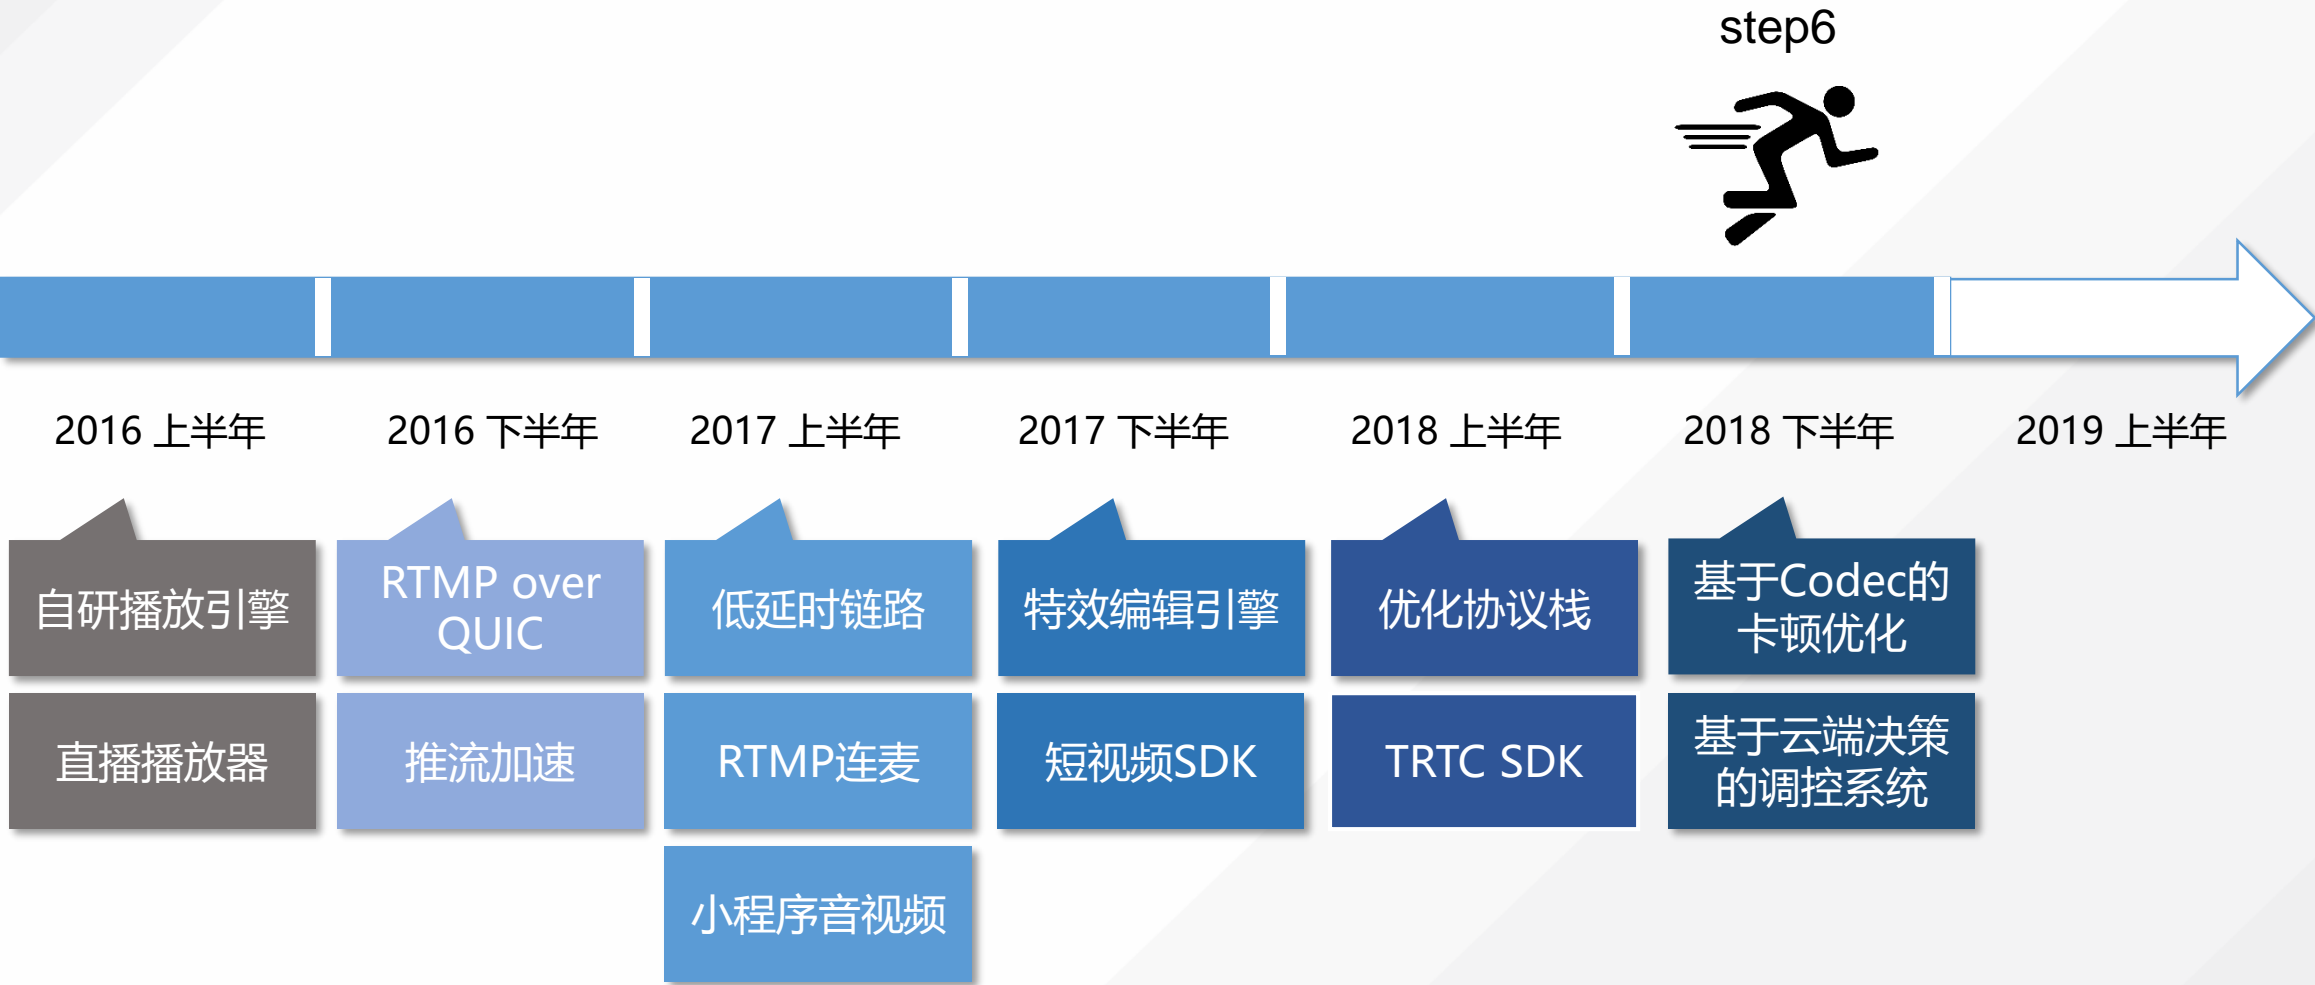 step6
2016 上半年
2016 下半年
2017 上半年
2017 下半年
2018 上半年
2018 下半年
2019 上半年
自研播放引擎
RTMP over
QUIC
低延时链路
特效编辑引擎
优化协议栈
基于Codec的
卡顿优化
直播播放器
推流加速
RTMP连麦
短视频SDK
TRTC SDK
基于云端决策
的调控系统
小程序音视频